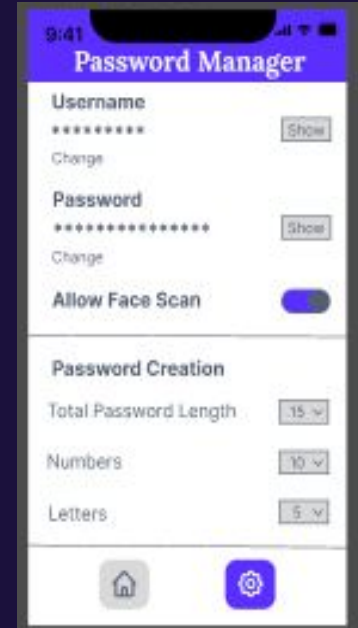 9:41
Password Manager
Username
*********
Show
Change
Password
***************
Show
Change
Allow Face Scan
Password Creation
Total Password Length 15
Numbers 10
Letters 5